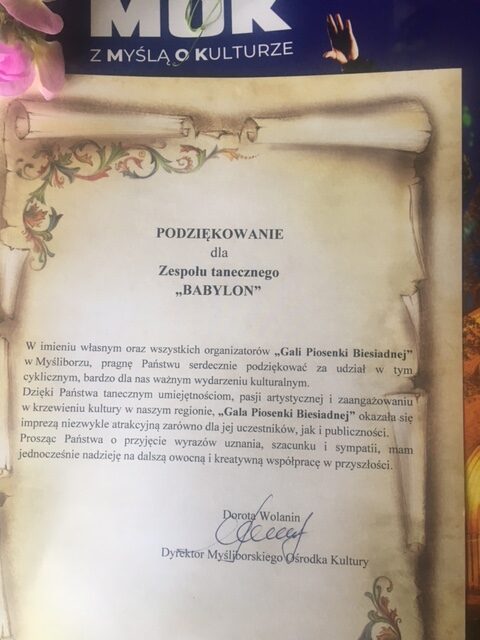 MOK
Z MYŚLĄ O KULTURZE
PODZIĘKOWANIE
dla
Zespołu tanecznego
„BABYLON”
W imieniu własnym oraz wszystkich organizatorów „Gali Piosenki Biesiadnej”
w Myśliborzu, pragnę Państwu serdecznie podziękować za udział w tym
cyklicznym, bardzo dla nas ważnym wydarzeniu kulturalnym.
Dzięki Państwa tanecznym umiejętnościom, pasji artystycznej i zaangażowaniu
w krzewieniu kultury w naszym regionie, „Gala Piosenki Biesiadnej” okazała się
imprezą niezwykle atrakcyjną zarówno dla jej uczestników, jak i publiczności.
Prosząc Państwa o przyjęcie wyrazów uznania, szacunku i sympatii, mam
jednocześnie nadzieję na dalszą owocną i kreatywną współpracę w przyszłości.
Dorota Wolanin
Dyrektor Myśliborskiego Ośrodka Kultury